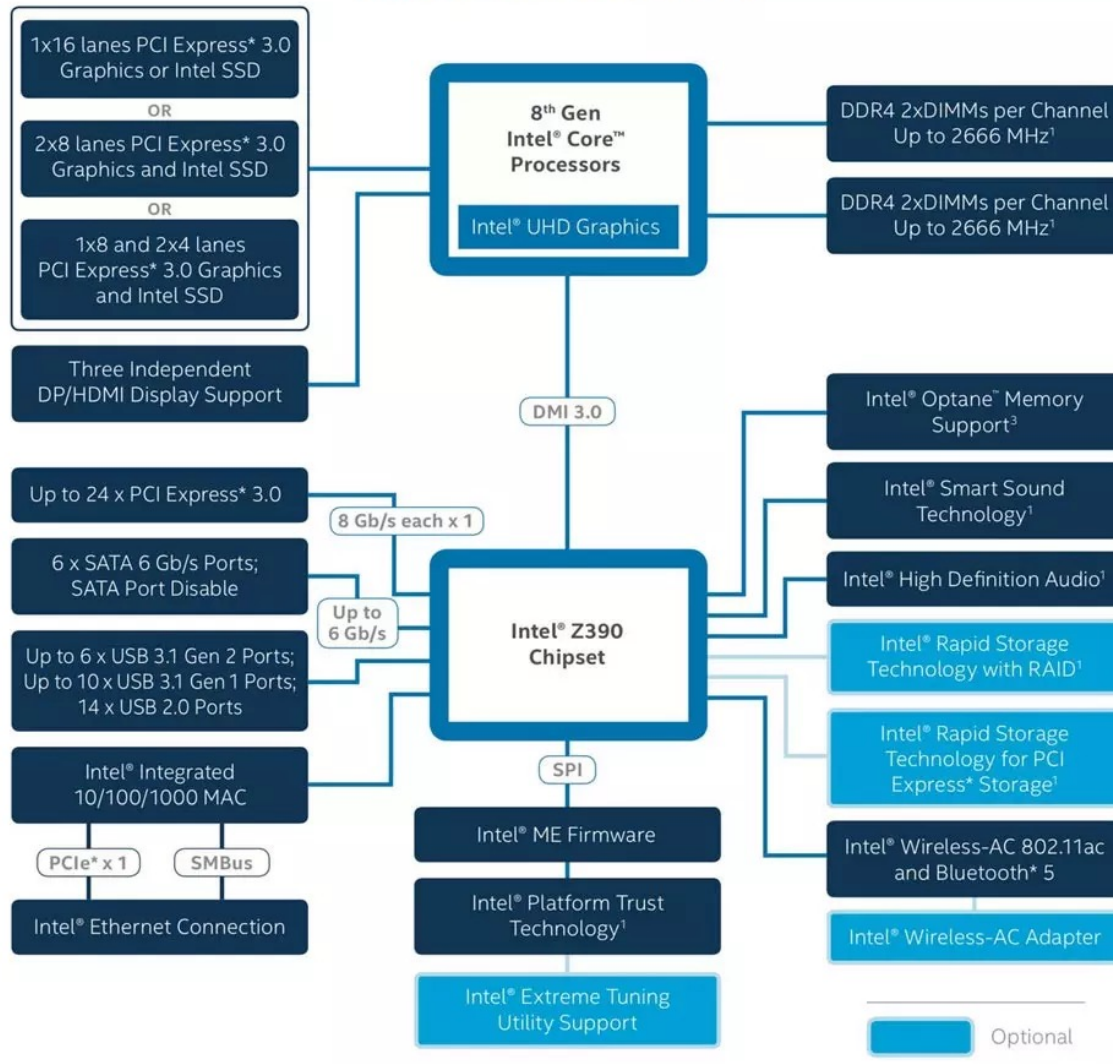 1x16 lanes PCI Express* 3.0
Graphics or Intel SSD
OR
2x8 lanes PCI Express* 3.0
Graphics and Intel SSD
OR
1x8 and 2x4 lanes
PCI Express* 3.0 Graphics
and Intel SSD
Three Independent
DP/HDMI Display Support
8th Gen
Intel® Core™
Processors
Intel® UHD Graphics
DDR4 2xDIMMs per Channel
Up to 2666 MHz¹
DDR4 2xDIMMs per Channel
Up to 2666 MHz¹
DMI 3.0
Up to 24 x PCI Express* 3.0
8 Gb/s each x 1
6 x SATA 6 Gb/s Ports;
SATA Port Disable
Up to
6 Gb/s
Up to 6 x USB 3.1 Gen 2 Ports;
Up to 10 x USB 3.1 Gen 1 Ports;
14 x USB 2.0 Ports
Intel® Integrated
10/100/1000 MAC
PCIe* x 1
SMBus
Intel® Ethernet Connection
Intel® Z390
Chipset
SPI
Intel® ME Firmware
Intel® Platform Trust
Technology¹
Intel® Extreme Tuning
Utility Support
Intel® Optane™ Memory
Support³
Intel® Smart Sound
Technology¹
Intel® High Definition Audio¹
Intel® Rapid Storage
Technology with RAID¹
Intel® Rapid Storage
Technology for PCI
Express* Storage¹
Intel® Wireless-AC 802.11ac
and Bluetooth* 5
Intel® Wireless-AC Adapter
Optional